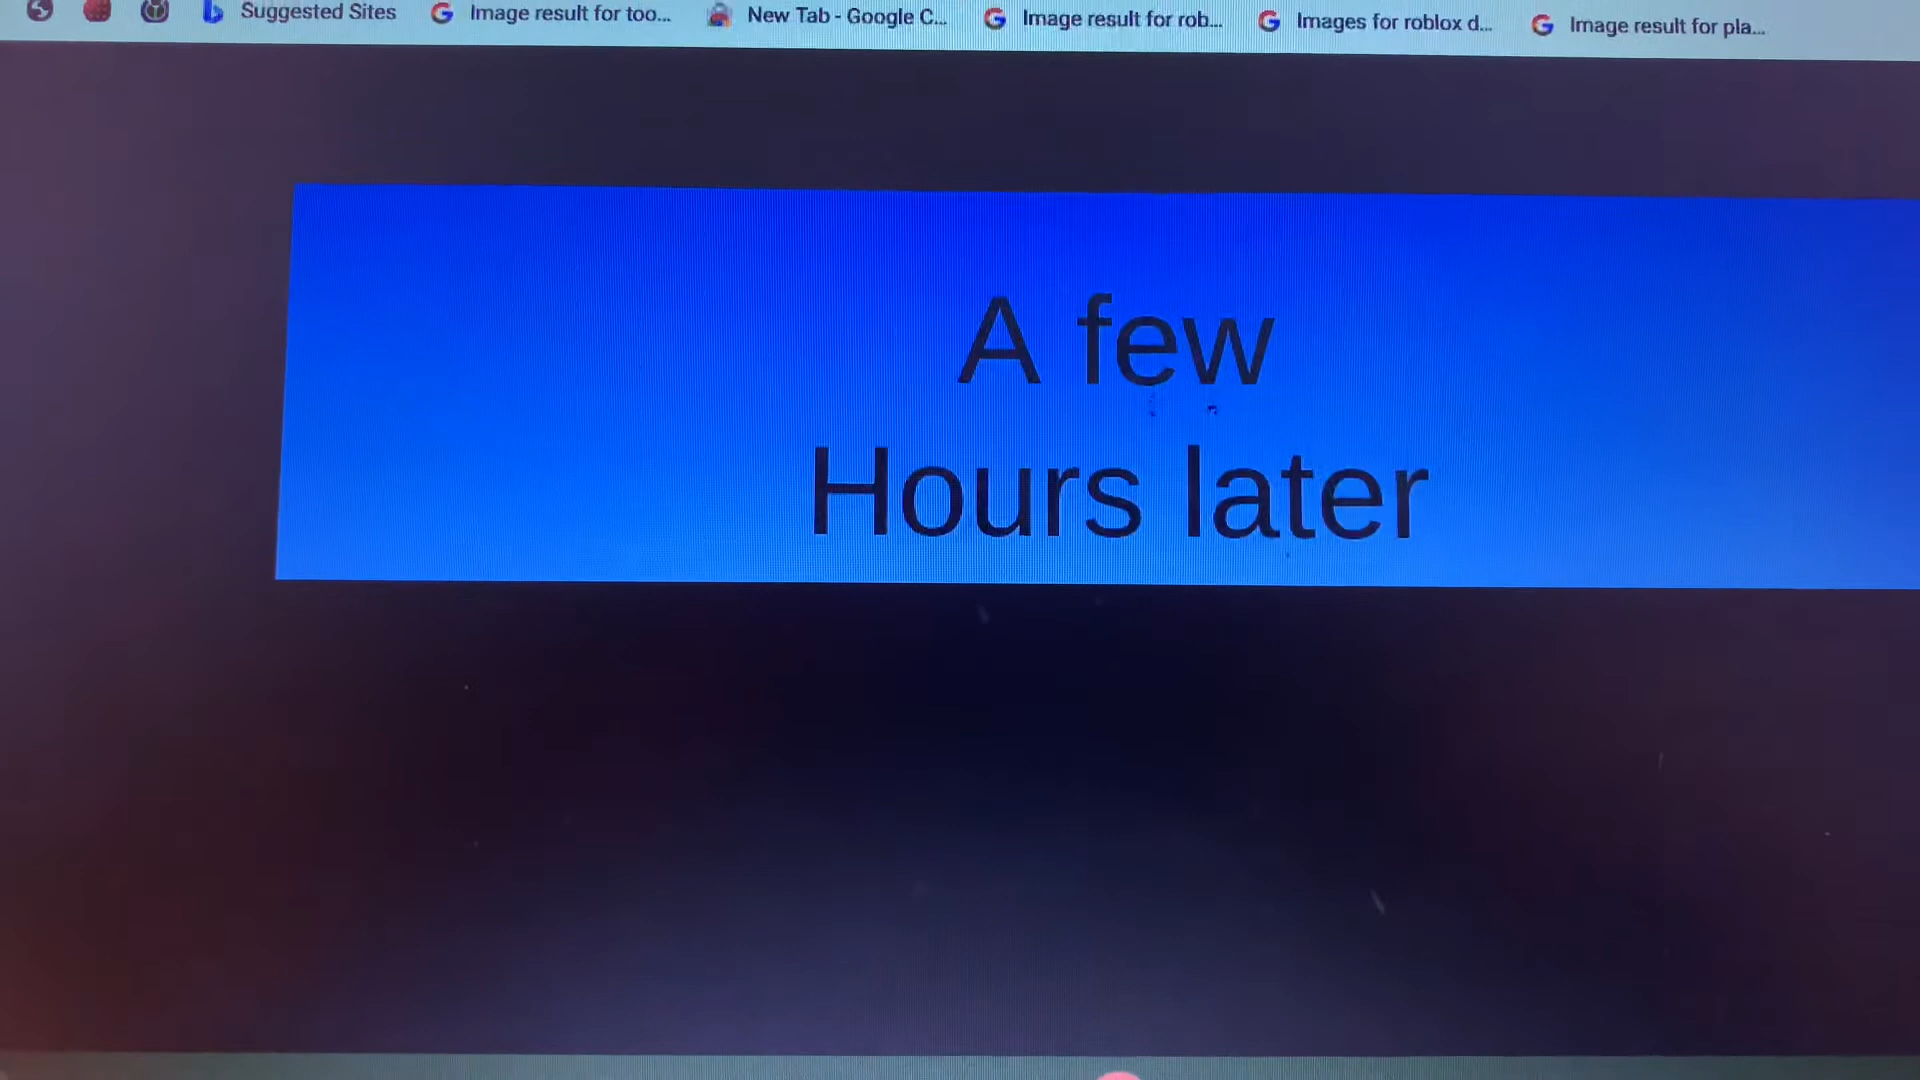 Suggested Sites
Image result for too...
New Tab - Google C...
Image result for rob...
Images for roblox d...
Image result for pla...
A few
Hours later